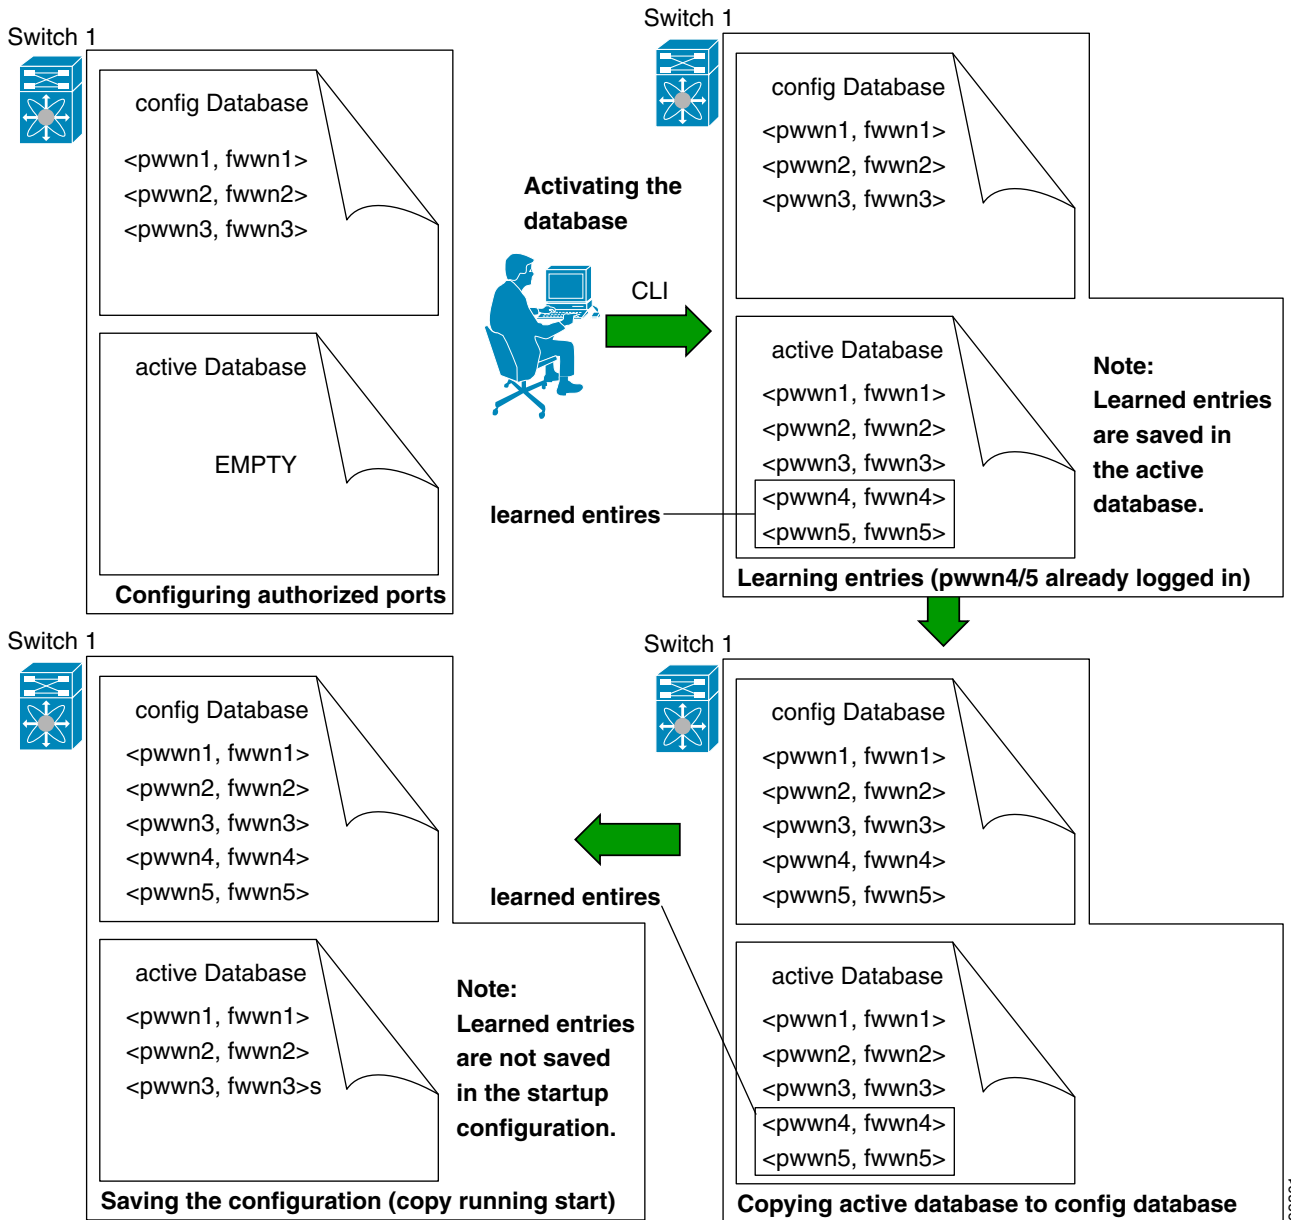 Switch 1
config Database
<pwwn1, fwwn1>
<pwwn2, fwwn2>
<pwwn3, fwwn3>
active Database
EMPTY
Configuring authorized ports
Activating the
database
CLI
Switch 1
config Database
<pwwn1, fwwn1>
<pwwn2, fwwn2>
<pwwn3, fwwn3>
active Database
<pwwn1, fwwn1>
<pwwn2, fwwn2>
<pwwn3, fwwn3>
<pwwn4, fwwn4>
<pwwn5, fwwn5>
learned entires
Note:
Learned entries
are saved in
the active
database.
Learning entries (pwwn4/5 already logged in)
Switch 1
config Database
<pwwn1, fwwn1>
<pwwn2, fwwn2>
<pwwn3, fwwn3>
<pwwn4, fwwn4>
<pwwn5, fwwn5>
active Database
<pwwn1, fwwn1>
<pwwn2, fwwn2>
<pwwn3, fwwn3>s
Note:
Learned entries
are not saved
in the startup
configuration.
Saving the configuration (copy running start)
Switch 1
config Database
<pwwn1, fwwn1>
<pwwn2, fwwn2>
<pwwn3, fwwn3>
<pwwn4, fwwn4>
<pwwn5, fwwn5>
learned entires
active Database
<pwwn1, fwwn1>
<pwwn2, fwwn2>
<pwwn3, fwwn3>
<pwwn4, fwwn4>
<pwwn5, fwwn5>
Copying active database to config database